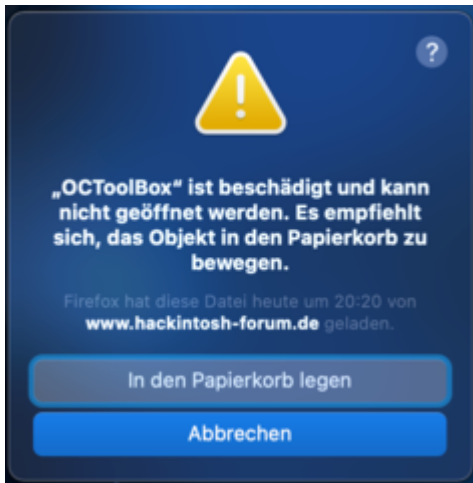 ?
„OCToolBox“ ist beschädigt und kann
nicht geöffnet werden. Es empfiehlt
sich, das Objekt in den Papierkorb zu
bewegen.
Firefox hat diese Datei heute um 20:20 von
www.hackintosh-forum.de geladen.
In den Papierkorb legen
Abbrechen